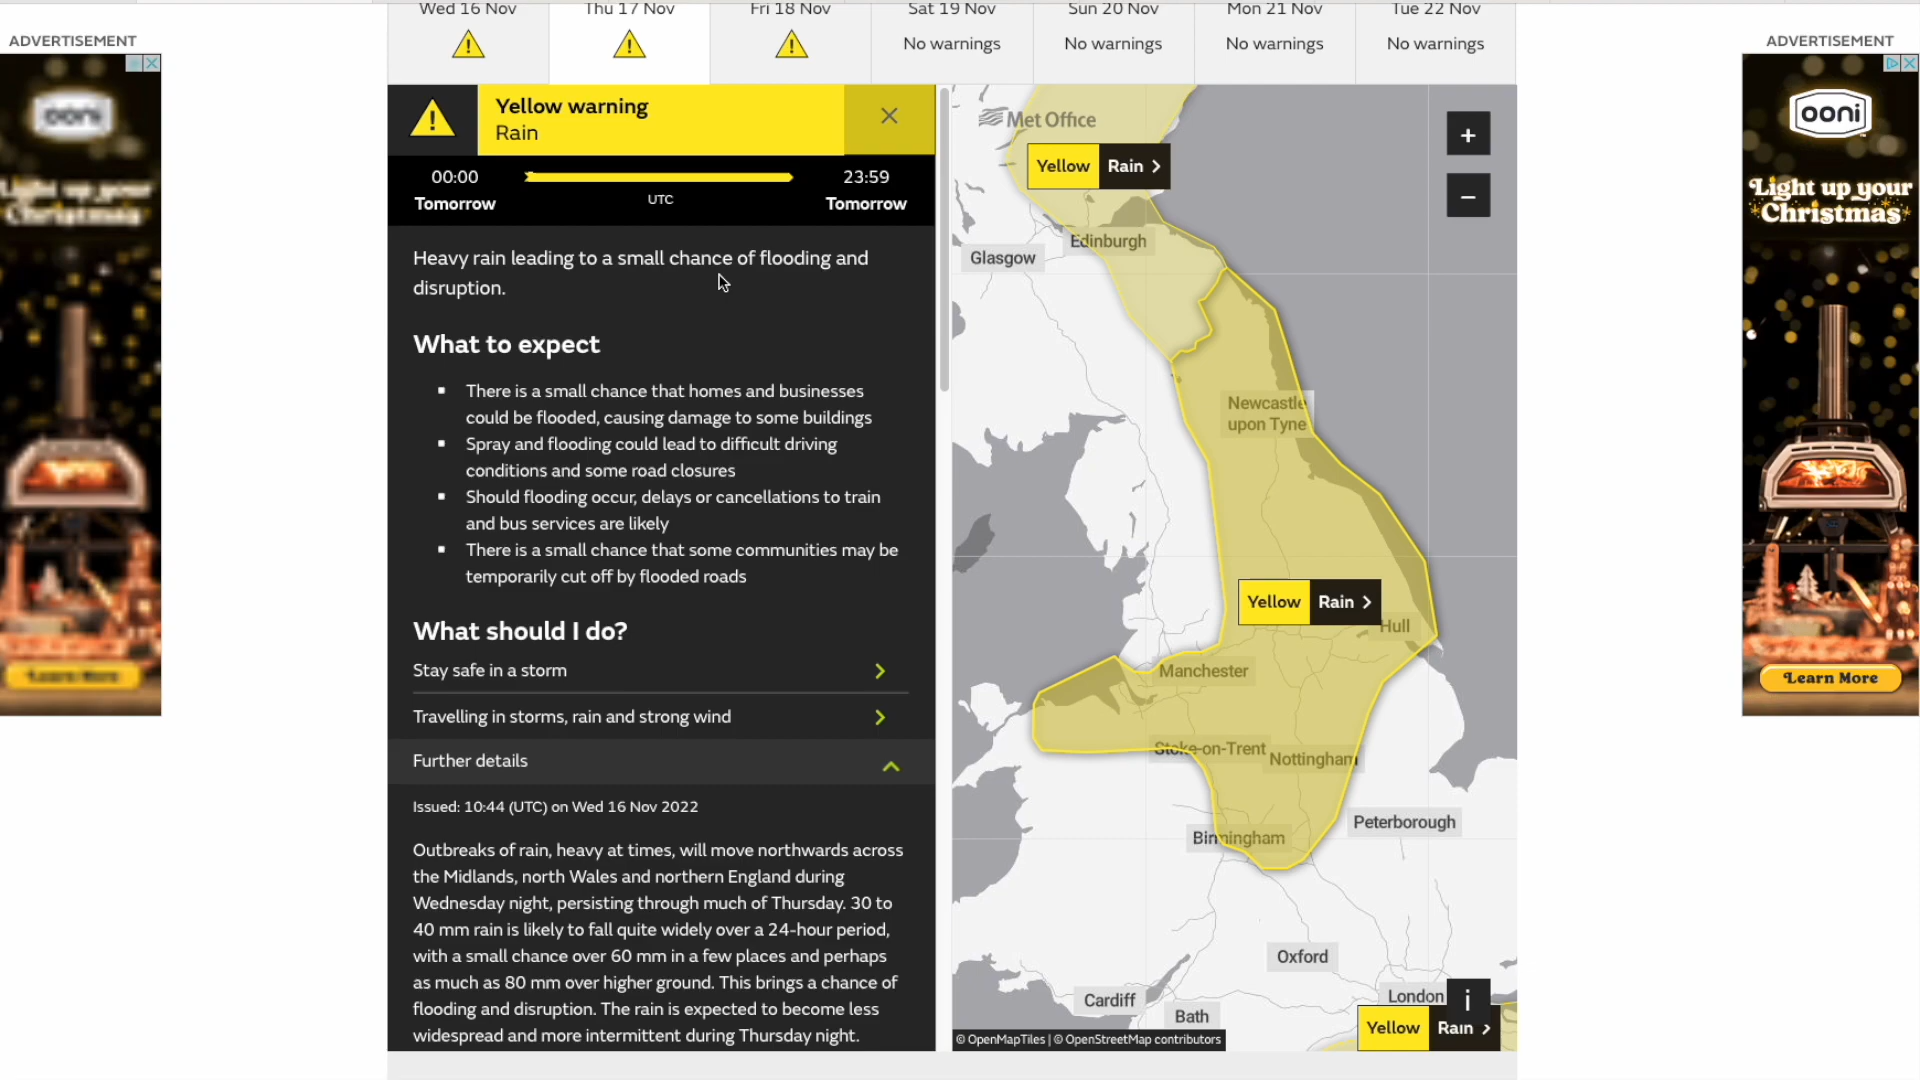 Wed 16 Nov
Thu 17 Nov
Fri 18 Nov
Sat 19 Nov
Sun 20 Nov
Mon 21 Nov
Tue 22 Nov
No warnings
No warnings
No warnings
No warnings
ADVERTISEMENT
ooni
Light up your
Christmas
Learn More
Yellow warning
Rain
00:00
Tomorrow
UTC
23:59
Tomorrow
Heavy rain leading to a small chance of flooding and
disruption.
What to expect
There is a small chance that homes and businesses
could be flooded, causing damage to some buildings
Spray and flooding could lead to difficult driving
conditions and some road closures
Should flooding occur, delays or cancellations to train
and bus services are likely
There is a small chance that some communities may be
temporarily cut off by flooded roads
What should I do?
Stay safe in a storm
Travelling in storms, rain and strong wind
Further details
Issued: 10:44 (UTC) on Wed 16 Nov 2022
Outbreaks of rain, heavy at times, will move northwards across
the Midlands, north Wales and northern England during
Wednesday night, persisting through much of Thursday. 30 to
40 mm rain is likely to fall quite widely over a 24-hour period,
with a small chance over 60 mm in a few places and perhaps
as much as 80 mm over higher ground. This brings a chance of
flooding and disruption. The rain is expected to become less
widespread and more intermittent during Thursday night.
Met Office
+
−
Yellow Rain
Edinburgh
Glasgow
Newcastle
upon Tyne
Yellow Rain
Hull
Manchester
Stoke-on-Trent
Nottingham
Peterborough
Birmingham
Oxford
London
i
Cardiff
Bath
Yellow Rain
© OpenMapTiles | © OpenStreetMap contributors
ADVERTISEMENT
ooni
Light up your
Christmas
Learn More